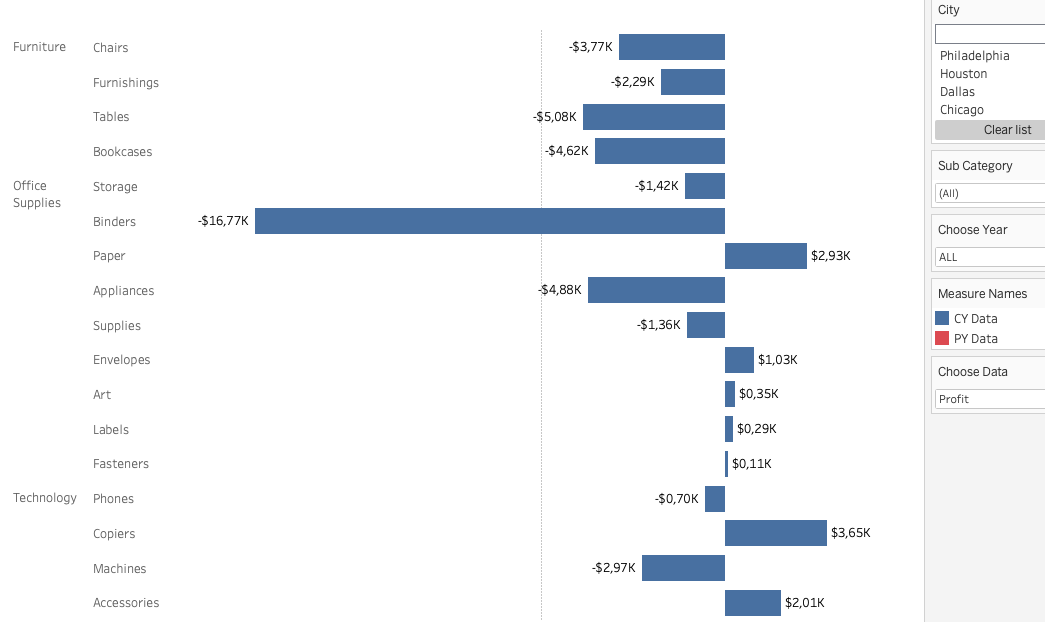 Furniture
Chairs
-$3,77K
Furnishings
-$2,29K
Tables
-$5,08K
Bookcases
-$4,62K
Office
Supplies
Storage
-$1,42K
Binders
-$16,77K
Paper
$2,93K
Appliances
-$4,88K
Supplies
-$1,36K
Envelopes
$1,03K
Art
$0,35K
Labels
$0,29K
Fasteners
$0,11K
Technology
Phones
-$0,70K
Copiers
$3,65K
Machines
-$2,97K
Accessories
$2,01K
City
Philadelphia
Houston
Dallas
Chicago
Clear list
Sub Category
(All)
Choose Year
ALL
Measure Names
CY Data
PY Data
Choose Data
Profit